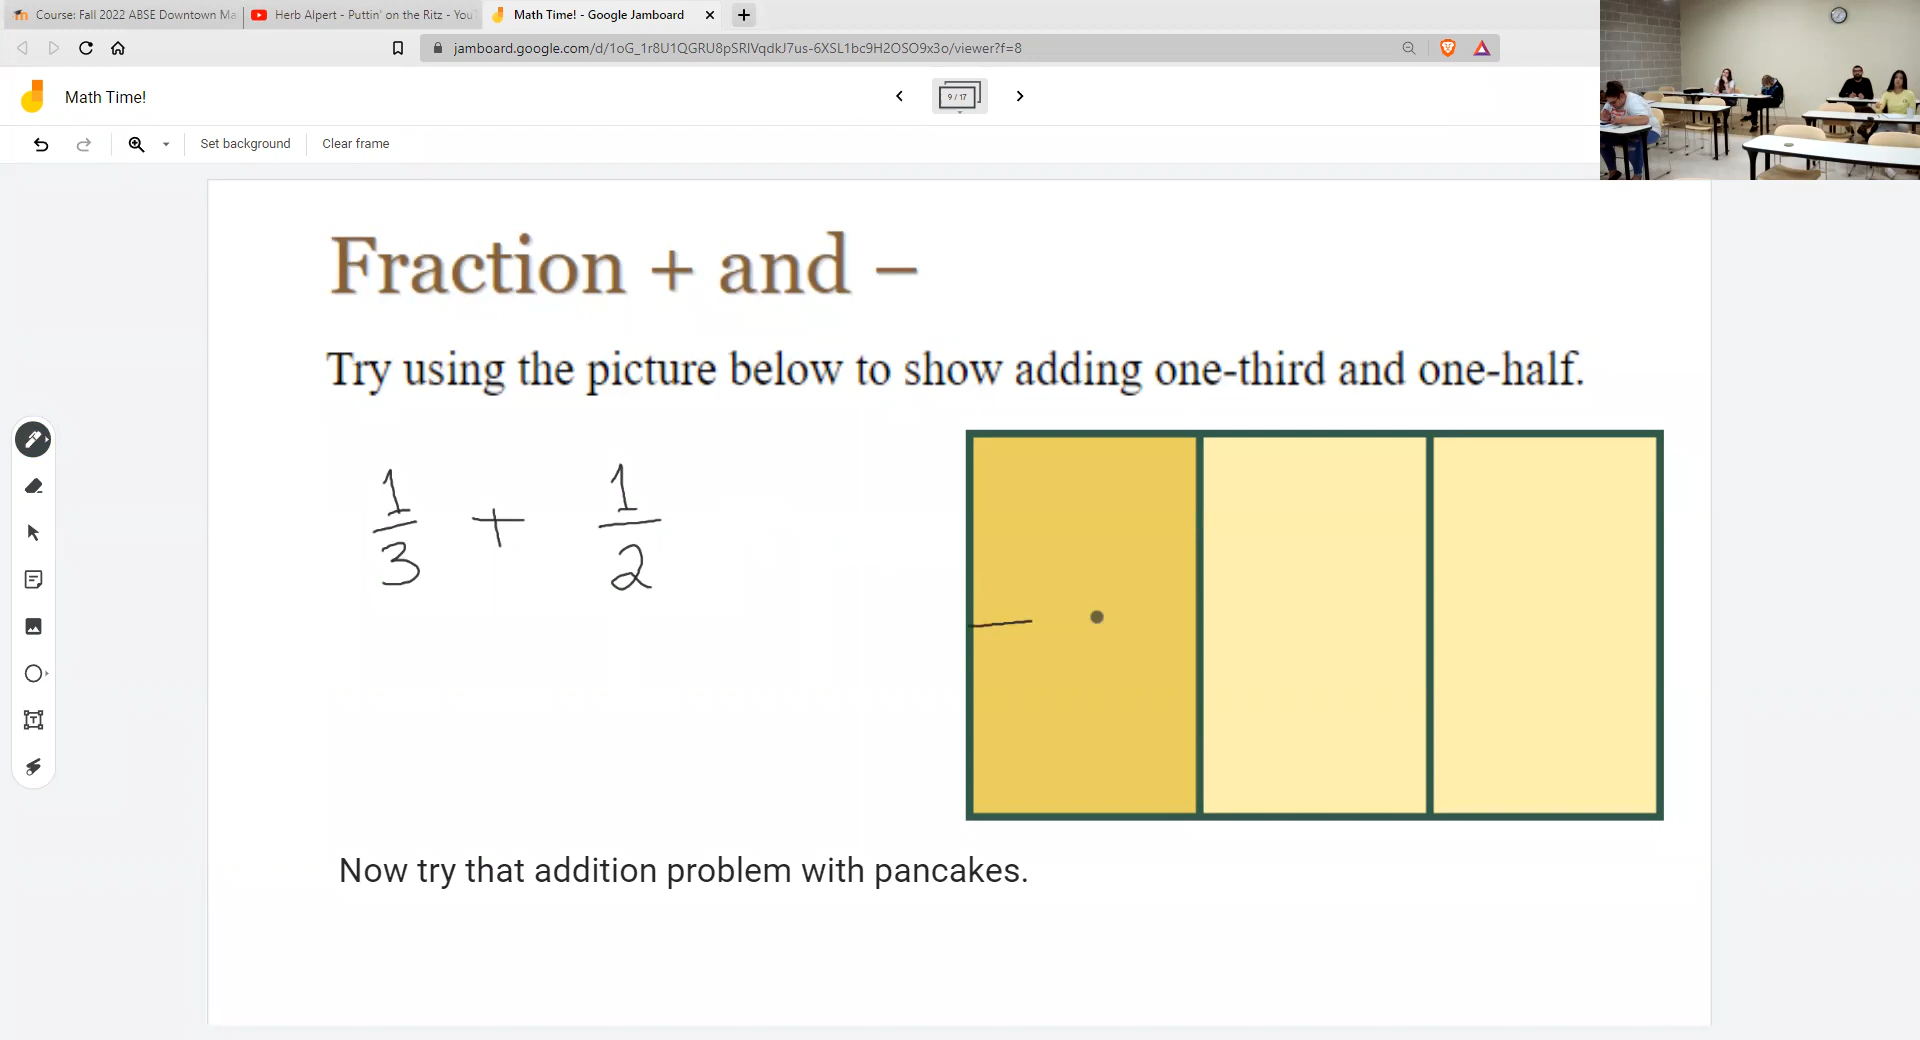 Course: Fall 2022 ABSE Downtown Ma
Herb Alpert - Puttin' on the Ritz - YouT
Math Time! - Google Jamboard
jamboard.google.com/d/1oG_1r8U1QGRU8pSRlVqdkJ7us-6XSL1bc9H2OSO9x3o/viewer?f=8
Math Time!
9 / 17
Set background
Clear frame
Fraction + and −
Try using the picture below to show adding one-third and one-half.
1/3 + 1/2
Now try that addition problem with pancakes.